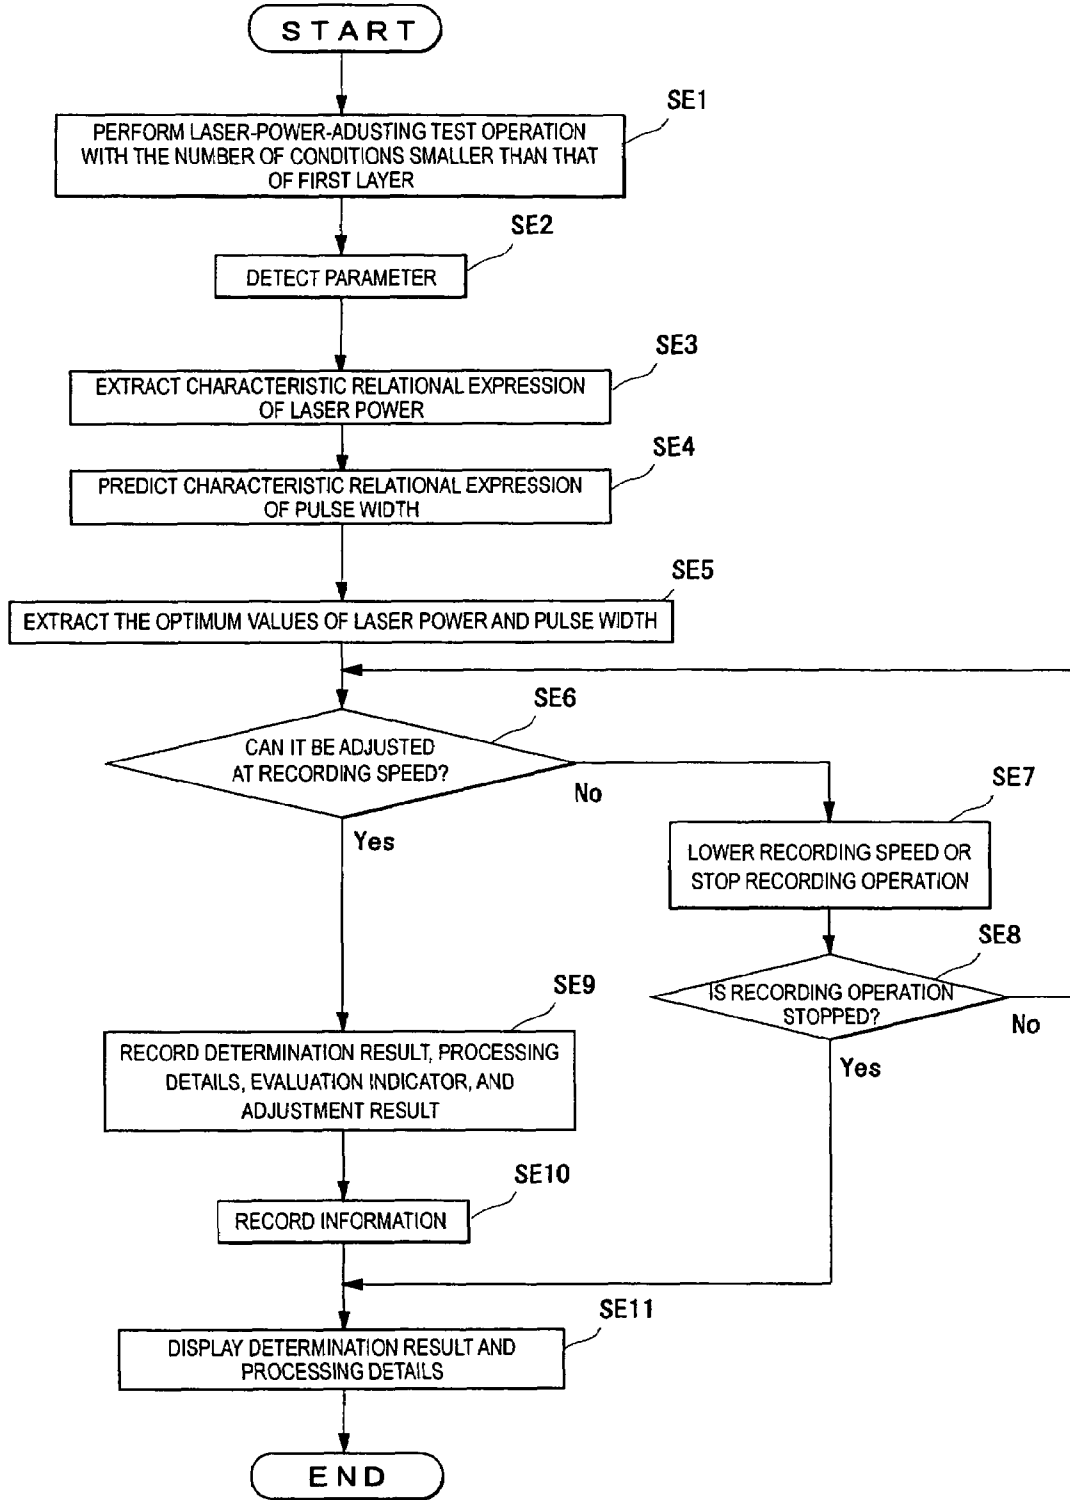 START
SE1
PERFORM LASER-POWER-ADUSTING TEST OPERATION
WITH THE NUMBER OF CONDITIONS SMALLER THAN THAT
OF FIRST LAYER
SE2
DETECT PARAMETER
SE3
EXTRACT CHARACTERISTIC RELATIONAL EXPRESSION
OF LASER POWER
SE4
PREDICT CHARACTERISTIC RELATIONAL EXPRESSION
OF PULSE WIDTH
SE5
EXTRACT THE OPTIMUM VALUES OF LASER POWER AND PULSE WIDTH
SE6
CAN IT BE ADJUSTED
AT RECORDING SPEED?
No
Yes
SE7
LOWER RECORDING SPEED OR
STOP RECORDING OPERATION
SE8
IS RECORDING OPERATION
STOPPED?
No
Yes
SE9
RECORD DETERMINATION RESULT, PROCESSING
DETAILS, EVALUATION INDICATOR, AND
ADJUSTMENT RESULT
SE10
RECORD INFORMATION
SE11
DISPLAY DETERMINATION RESULT AND
PROCESSING DETAILS
END